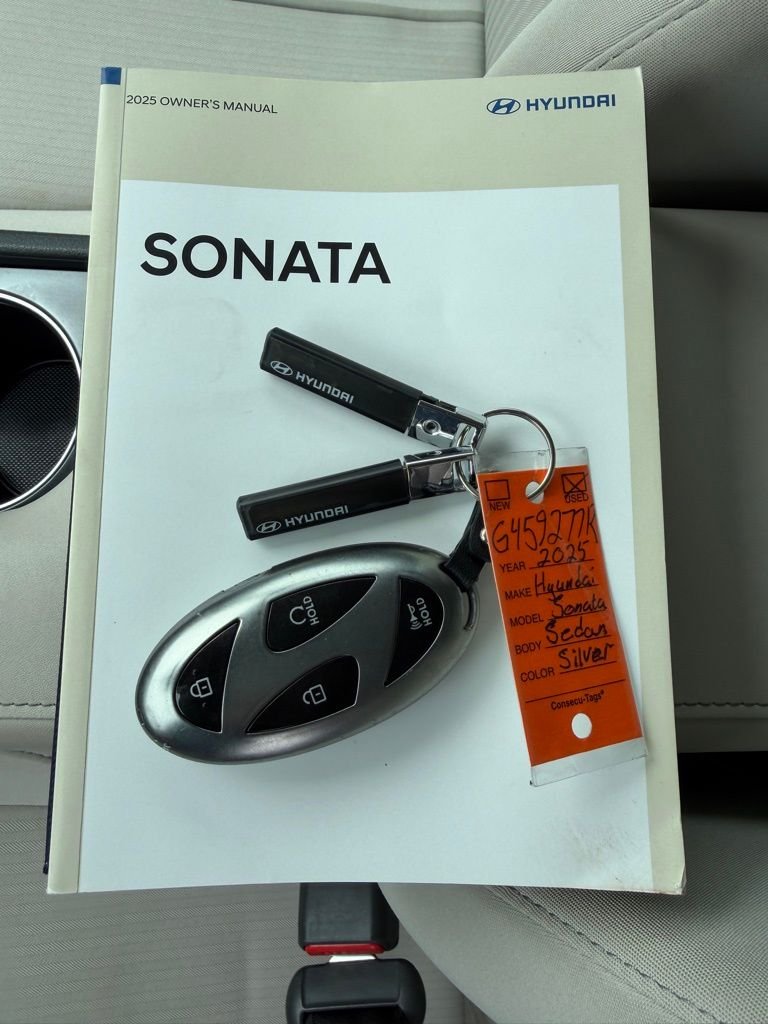 2025 OWNER'S MANUAL
HYUNDAI
SONATA
HYUNDAI
HYUNDAI
HOLD
HOLD
NEW
USED
G459277R
YEAR 2025
MAKE Hyundai
MODEL Sonata
BODY Sedan
COLOR Silver
Consecu-Tags®